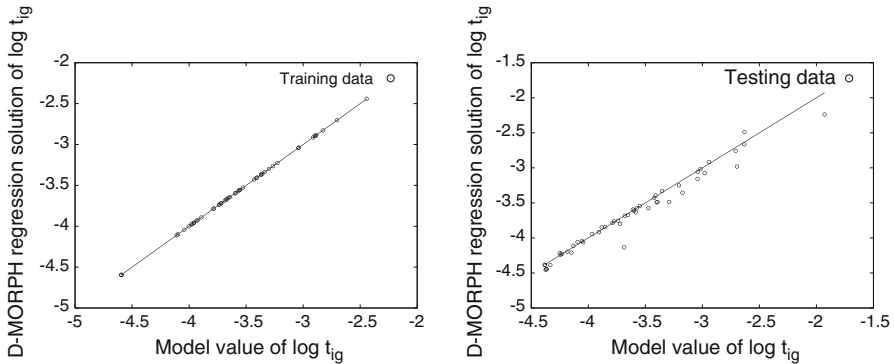 D-MORPH regression solution of log t_ig
-2
-2.5
-3
-3.5
-4
-4.5
-5
Training data
-5 -4.5 -4 -3.5 -3 -2.5 -2
Model value of log t_ig
D-MORPH regression solution of log t_ig
-1.5
-2
-2.5
-3
-3.5
-4
-4.5
-5
Testing data
-4.5 -4 -3.5 -3 -2.5 -2 -1.5
Model value of log t_ig